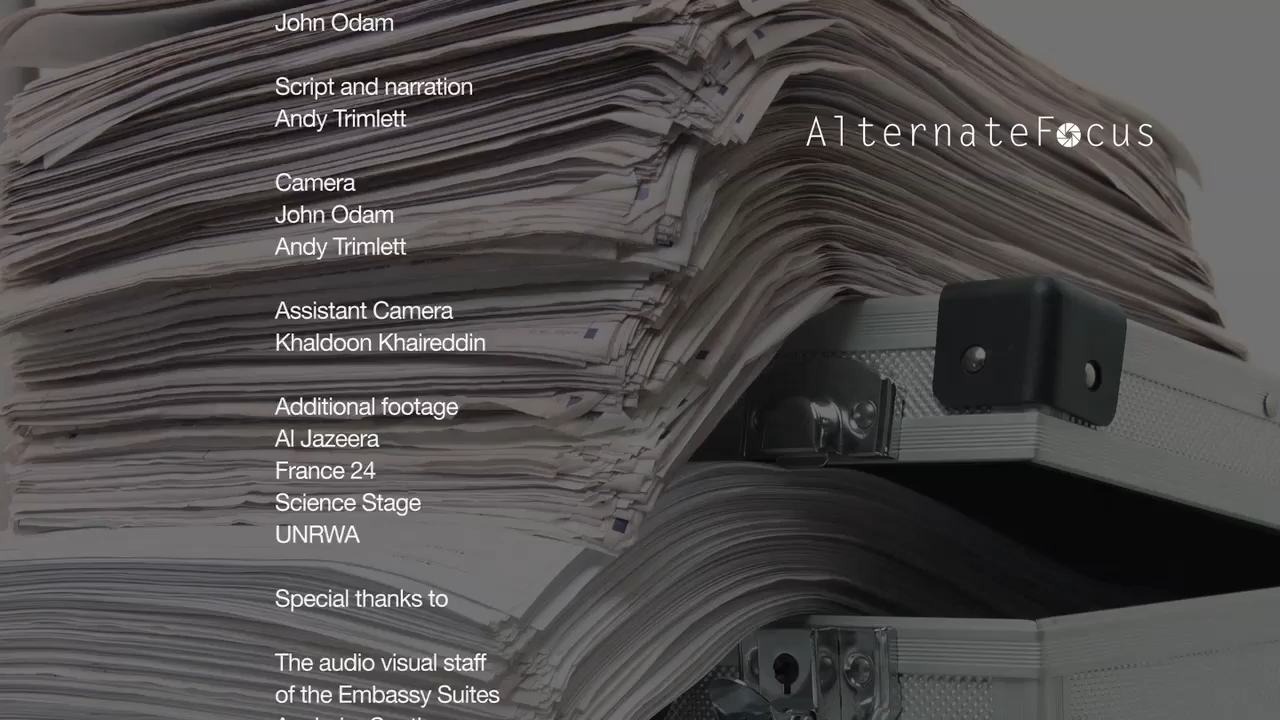 John Odam
Script and narration
Andy Trimlett
Camera
John Odam
Andy Trimlett
Assistant Camera
Khaldoon Khaireddin
Additional footage
Al Jazeera
France 24
Science Stage
UNRWA
Special thanks to
The audio visual staff
of the Embassy Suites
AlternateFocus